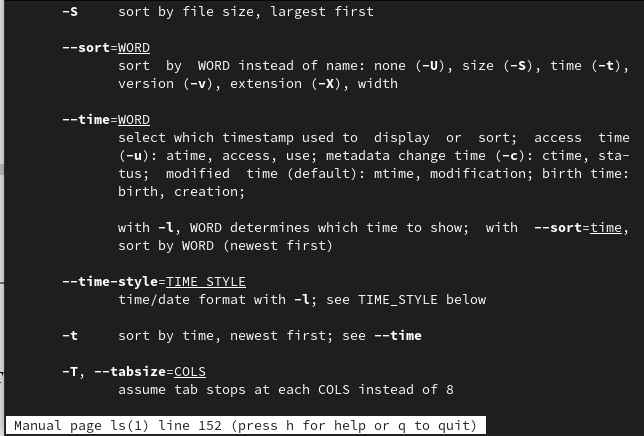 -S     sort by file size, largest first
--sort=WORD
sort  by  WORD instead of name: none (-U), size (-S), time (-t),
version (-v), extension (-X), width
--time=WORD
select which timestamp used to  display  or  sort;  access  time
(-u): atime, access, use; metadata change time (-c): ctime, sta-
tus;  modified  time (default): mtime, modification; birth time:
birth, creation;
with -l, WORD determines which time to show;  with  --sort=time,
sort by WORD (newest first)
--time-style=TIME_STYLE
time/date format with -l; see TIME_STYLE below
-t     sort by time, newest first; see --time
-T, --tabsize=COLS
assume tab stops at each COLS instead of 8
Manual page ls(1) line 152 (press h for help or q to quit)